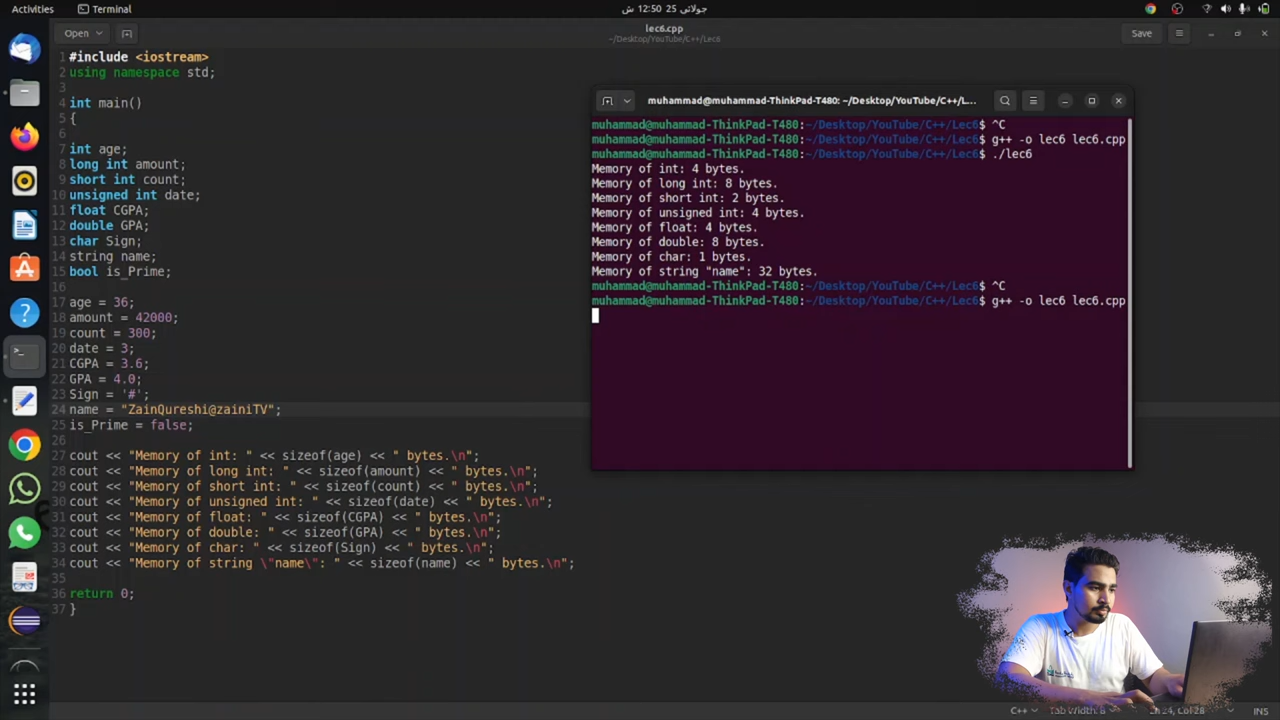 Activities
Terminal
جولائی 25 12:50 ش
Open
lec6.cpp
~/Desktop/YouTube/C++/Lec6
Save
1 #include <iostream>
2 using namespace std;
3
4 int main()
5 {
6
7 int age;
8 long int amount;
9 short int count;
10 unsigned int date;
11 float CGPA;
12 double GPA;
13 char Sign;
14 string name;
15 bool is_Prime;
16
17 age = 36;
18 amount = 42000;
19 count = 300;
20 date = 3;
21 CGPA = 3.6;
22 GPA = 4.0;
23 Sign = '#';
24 name = "ZainQureshi@zainiTV";
25 is_Prime = false;
26
27 cout << "Memory of int: " << sizeof(age) << " bytes.\n";
28 cout << "Memory of long int: " << sizeof(amount) << " bytes.\n";
29 cout << "Memory of short int: " << sizeof(count) << " bytes.\n";
30 cout << "Memory of unsigned int: " << sizeof(date) << " bytes.\n";
31 cout << "Memory of float: " << sizeof(CGPA) << " bytes.\n";
32 cout << "Memory of double: " << sizeof(GPA) << " bytes.\n";
33 cout << "Memory of char: " << sizeof(Sign) << " bytes.\n";
34 cout << "Memory of string \"name\": " << sizeof(name) << " bytes.\n";
35
36 return 0;
37 }
muhammad@muhammad-ThinkPad-T480: ~/Desktop/YouTube/C++/L...
muhammad@muhammad-ThinkPad-T480:~/Desktop/YouTube/C++/Lec6$ ^C
muhammad@muhammad-ThinkPad-T480:~/Desktop/YouTube/C++/Lec6$ g++ -o lec6 lec6.cpp
muhammad@muhammad-ThinkPad-T480:~/Desktop/YouTube/C++/Lec6$ ./lec6
Memory of int: 4 bytes.
Memory of long int: 8 bytes.
Memory of short int: 2 bytes.
Memory of unsigned int: 4 bytes.
Memory of float: 4 bytes.
Memory of double: 8 bytes.
Memory of char: 1 bytes.
Memory of string "name": 32 bytes.
muhammad@muhammad-ThinkPad-T480:~/Desktop/YouTube/C++/Lec6$ ^C
muhammad@muhammad-ThinkPad-T480:~/Desktop/YouTube/C++/Lec6$ g++ -o lec6 lec6.cpp
C++
Tab Width: 8
Ln 24, Col 28
INS